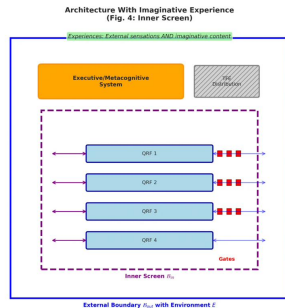 Architecture With Imaginative Experience
(Fig. 4: Inner Screen)
Experiences: External sensations AND imaginative content
Executive/Metacognitive
System
TFE
Distribution
QRF 1
QRF 2
QRF 3
QRF 4
Gates
Inner Screen
External Boundary with Environment E